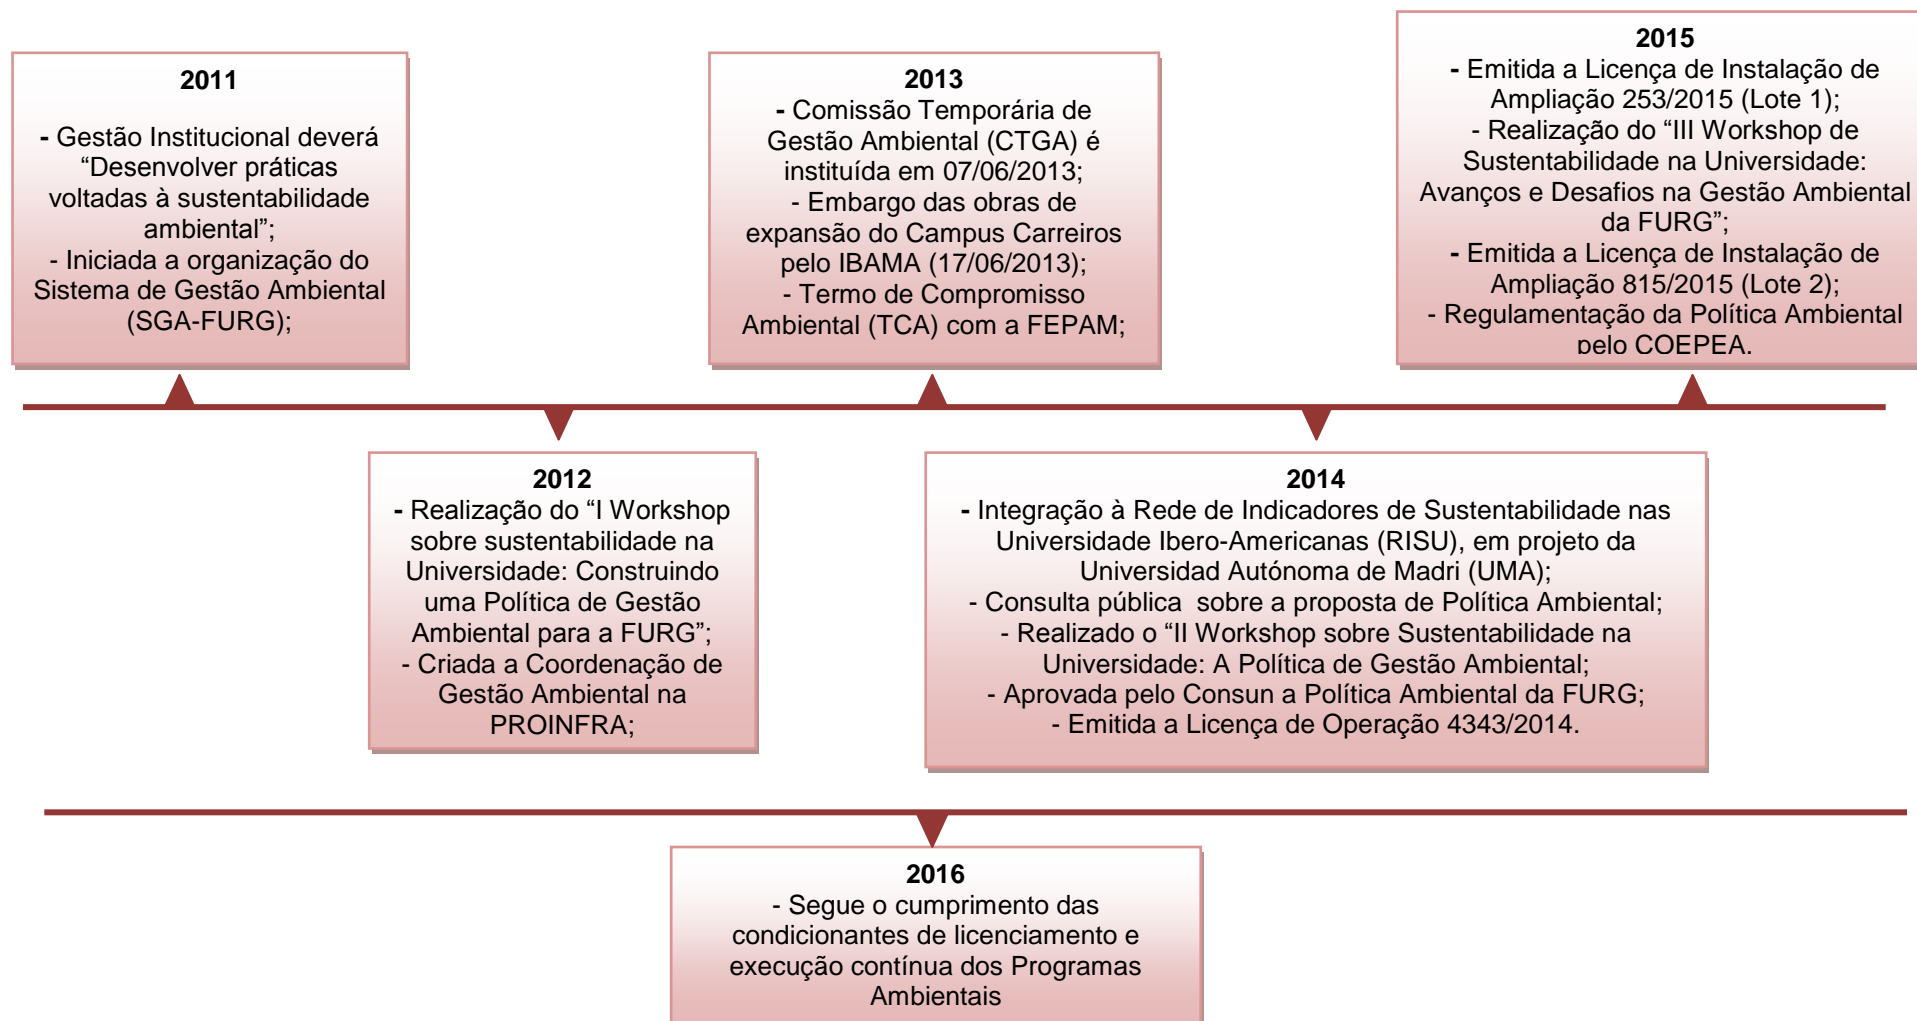 2011
- Gestão Institucional deverá
“Desenvolver práticas
voltadas à sustentabilidade
ambiental”;
- Iniciada a organização do
Sistema de Gestão Ambiental
(SGA-FURG);
2013
- Comissão Temporária de
Gestão Ambiental (CTGA) é
instituída em 07/06/2013;
- Embargo das obras de
expansão do Campus Carreiros
pelo IBAMA (17/06/2013);
- Termo de Compromisso
Ambiental (TCA) com a FEPAM;
2015
- Emitida a Licença de Instalação de
Ampliação 253/2015 (Lote 1);
- Realização do “III Workshop de
Sustentabilidade na Universidade:
Avanços e Desafios na Gestão Ambiental
da FURG”;
- Emitida a Licença de Instalação de
Ampliação 815/2015 (Lote 2);
- Regulamentação da Política Ambiental
pelo COEPEA.
2012
- Realização do “I Workshop
sobre sustentabilidade na
Universidade: Construindo
uma Política de Gestão
Ambiental para a FURG”;
- Criada a Coordenação de
Gestão Ambiental na
PROINFRA;
2014
- Integração à Rede de Indicadores de Sustentabilidade nas
Universidade Ibero-Americanas (RISU), em projeto da
Universidad Autónoma de Madri (UMA);
- Consulta pública  sobre a proposta de Política Ambiental;
- Realizado o “II Workshop sobre Sustentabilidade na
Universidade: A Política de Gestão Ambiental;
- Aprovada pelo Consun a Política Ambiental da FURG;
- Emitida a Licença de Operação 4343/2014.
2016
- Segue o cumprimento das
condicionantes de licenciamento e
execução contínua dos Programas
Ambientais